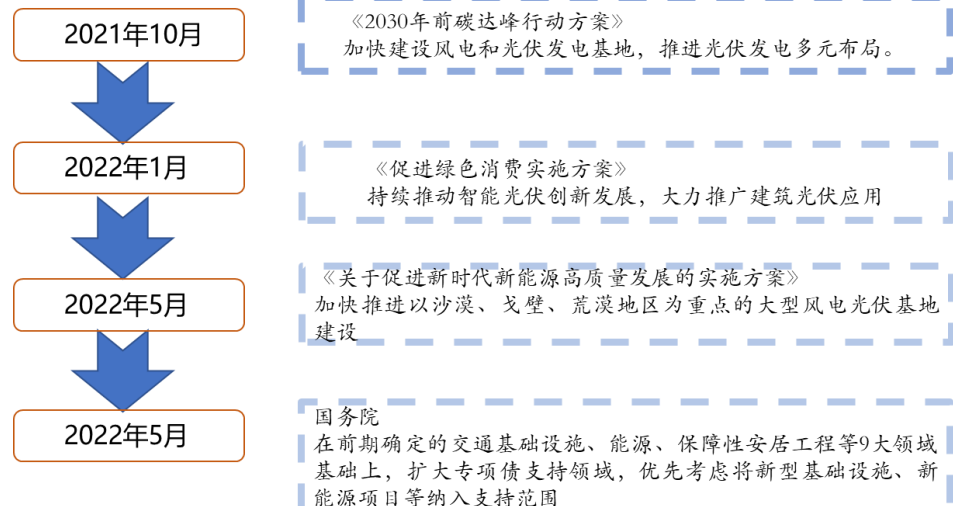 2021年10月
《2030年前碳达峰行动方案》
加快建设风电和光伏发电基地，推进光伏发电多元布局。
2022年1月
《促进绿色消费实施方案》
持续推动智能光伏创新发展，大力推广建筑光伏应用
2022年5月
《关于促进新时代新能源高质量发展的实施方案》
加快推进以沙漠、戈壁、荒漠地区为重点的大型风电光伏基地
建设
2022年5月
国务院
在前期确定的交通基础设施、能源、保障性安居工程等9大领域
基础上，扩大专项债支持领域，优先考虑将新型基础设施、新
能源项目等纳入支持范围